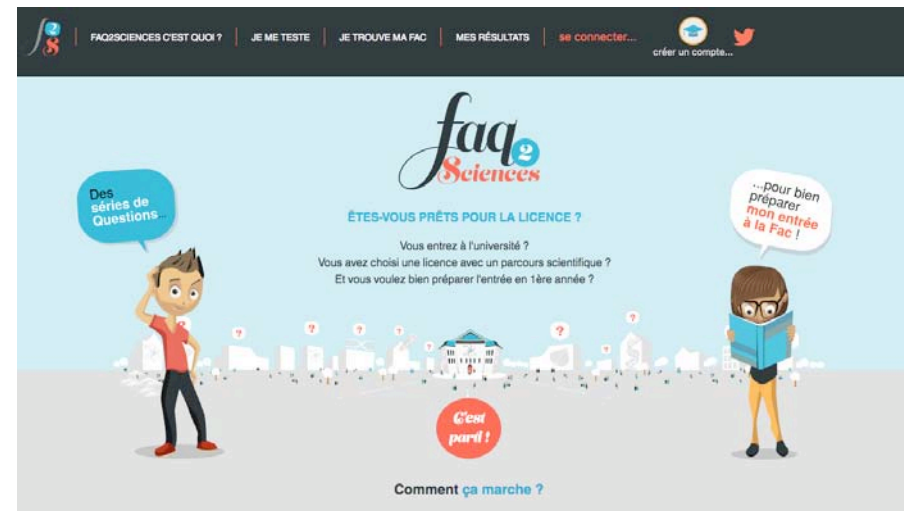 f 2 S
FAQ2SCIENCES C'EST QUOI ? JE ME TESTE JE TROUVE MA FAC MES RÉSULTATS se connecter...
créer un compte...
faq2
Sciences
Des
séries de
Questions...
...pour bien
préparer
mon entrée
à la Fac !
ÊTES-VOUS PRÊTS POUR LA LICENCE ?
Vous entrez à l'université ?
Vous avez choisi une licence avec un parcours scientifique ?
Et vous voulez bien préparer l'entrée en 1ère année ?
? ? ? ? ? ? ? ?
C'est
parti !
Comment ça marche ?